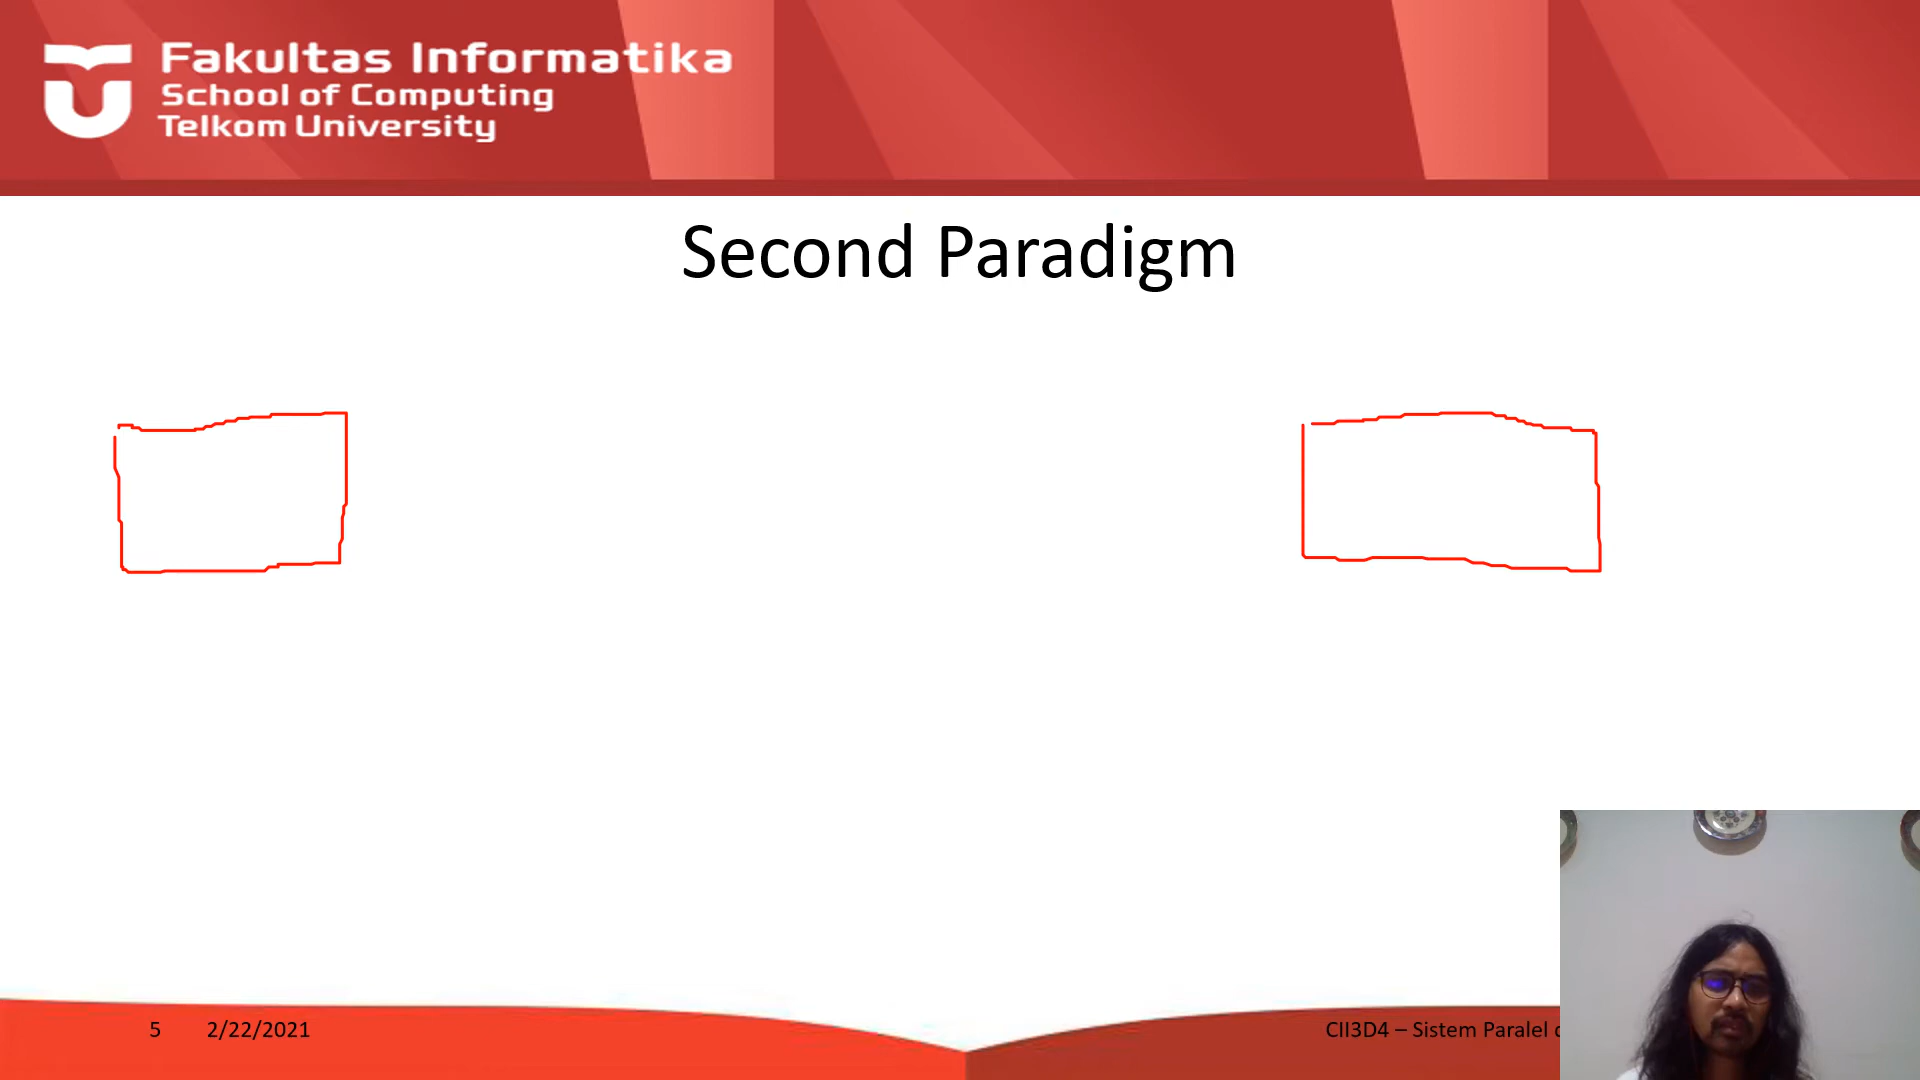 Fakultas Informatika
School of Computing
Telkom University
Second Paradigm
5
2/22/2021
CII3D4 – Sistem Paralel